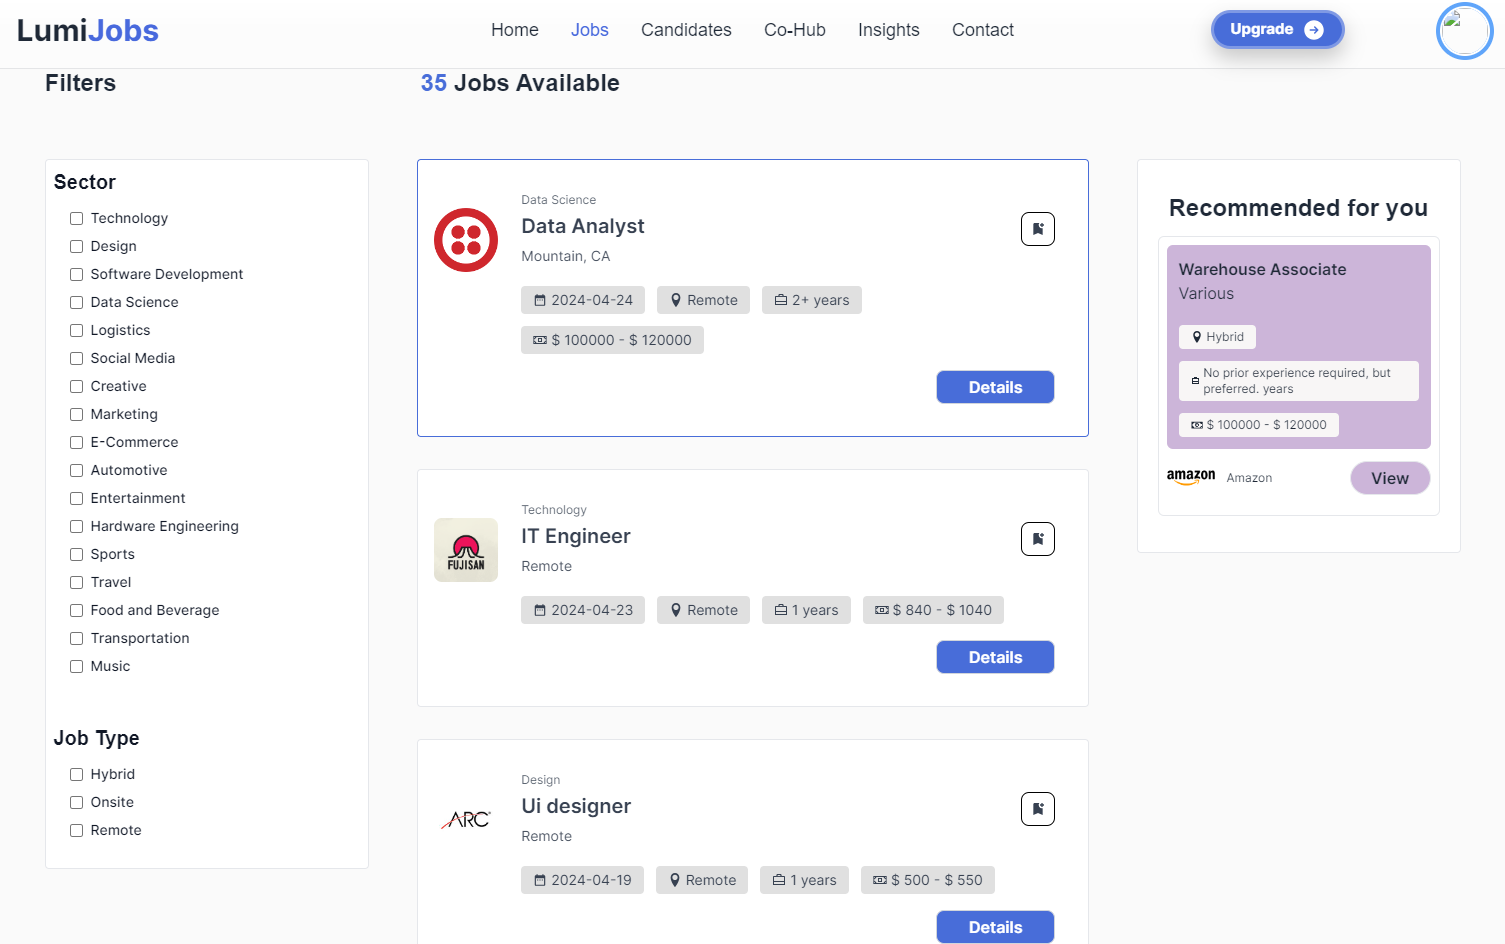 LumiJobs
Home
Jobs
Candidates
Co-Hub
Insights
Contact
Upgrade
Filters
35 Jobs Available
Sector
Technology
Design
Software Development
Data Science
Logistics
Social Media
Creative
Marketing
E-Commerce
Automotive
Entertainment
Hardware Engineering
Sports
Travel
Food and Beverage
Transportation
Music
Job Type
Hybrid
Onsite
Remote
Data Science
Data Analyst
Mountain, CA
2024-04-24
Remote
2+ years
$ 100000 - $ 120000
Details
FUJISAN
Technology
IT Engineer
Remote
2024-04-23
Remote
1 years
$ 840 - $ 1040
Details
ARC
Design
Ui designer
Remote
2024-04-19
Remote
1 years
$ 500 - $ 550
Details
Recommended for you
Warehouse Associate
Various
Hybrid
No prior experience required, but
preferred. years
$ 100000 - $ 120000
amazon
Amazon
View